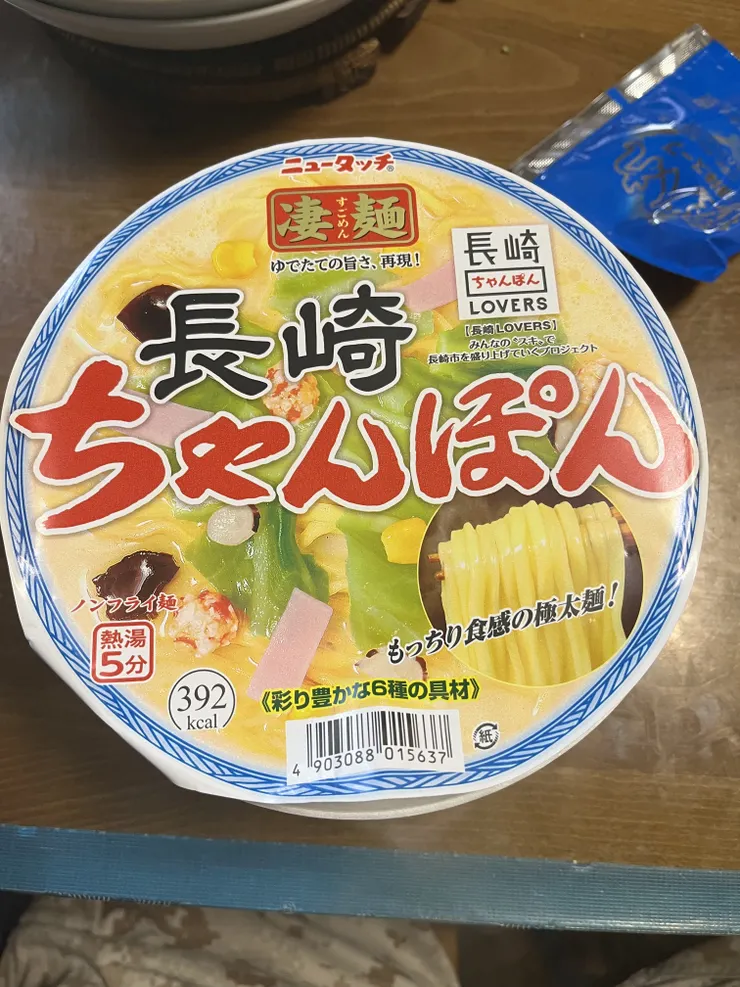 ニュータッチ®
凄麺
すごめん
ゆでたての旨さ、再現!
長崎
ちゃんぽん
LOVERS
【長崎LOVERS】
みんなの"スキ"で
長崎市を盛り上げていくプロジェクト
長崎
ちゃんぽん
もっちり食感の極太麺!
ノンフライ麺
熱湯
5分
392
kcal
《彩り豊かな6種の具材》
紙
4 903088 015637